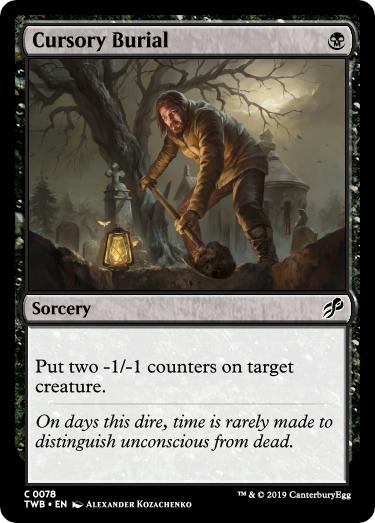 Cursory Burial
Sorcery
Put two -1/-1 counters on target
creature.
On days this dire, time is rarely made to
distinguish unconscious from dead.
C 0078
TWB • EN ALEXANDER KOZACHENKO
™ & © 2019 CanterburyEgg